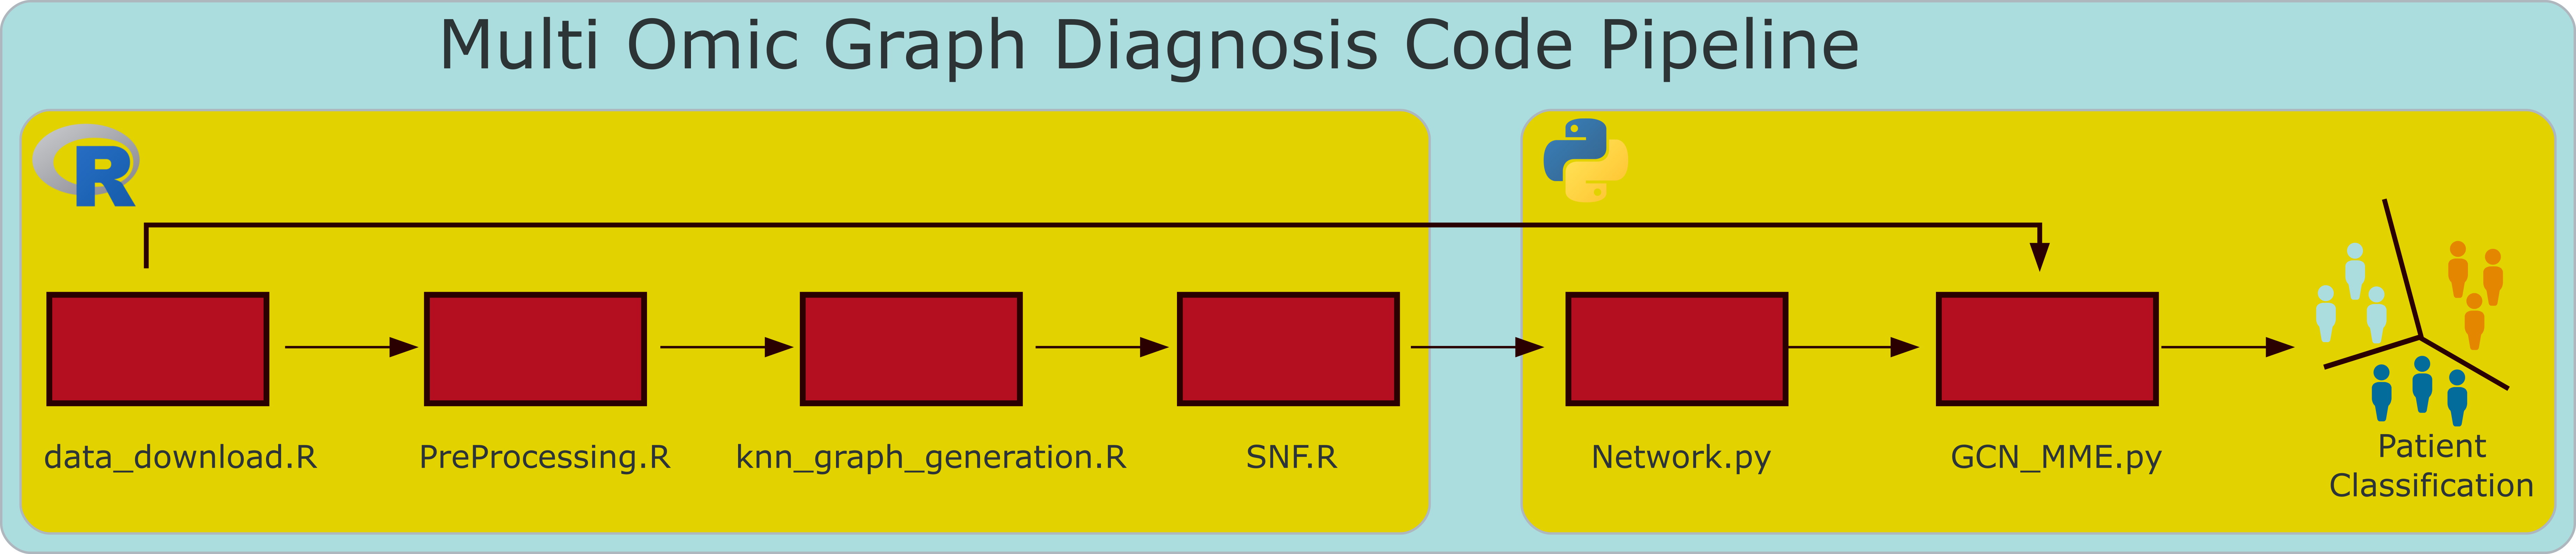 Multi Omic Graph Diagnosis Code Pipeline
R
data_download.R
PreProcessing.R
knn_graph_generation.R
SNF.R
Network.py
GCN_MME.py
Patient
Classification